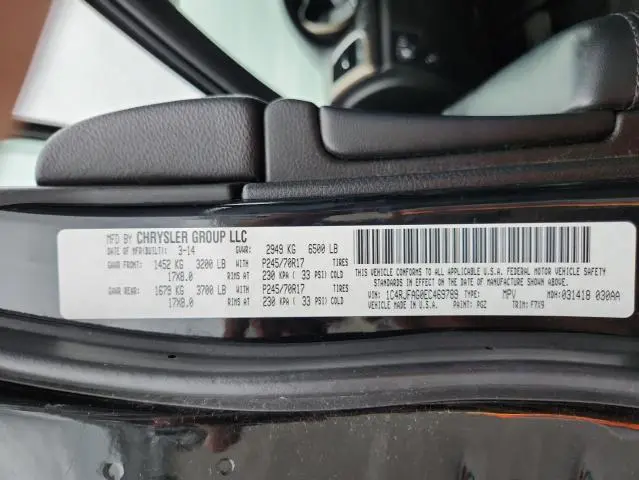 MFD BY CHRYSLER GROUP LLC
DATE OF MFR(BUILT): 3-14 GVWR: 2949 KG 6500 LB
GAWR FRONT: 1452 KG 3200 LB WITH P245/70R17 TIRES
17X8.0 RIMS AT 230 KPA ( 33 PSI) COLD
GAWR REAR: 1679 KG 3700 LB WITH P245/70R17 TIRES
17X8.0 RIMS AT 230 KPA ( 33 PSI) COLD
THIS VEHICLE CONFORMS TO ALL APPLICABLE U.S.A. FEDERAL MOTOR VEHICLE SAFETY
STANDARDS IN EFFECT ON THE DATE OF MANUFACTURE SHOWN ABOVE.
VIN: 1C4RJFAG0EC469789 TYPE: MPV MDH: 031418 030AA
VEHICLE MADE IN U.S.A. PAINT: PGZ TRIM: F7X9